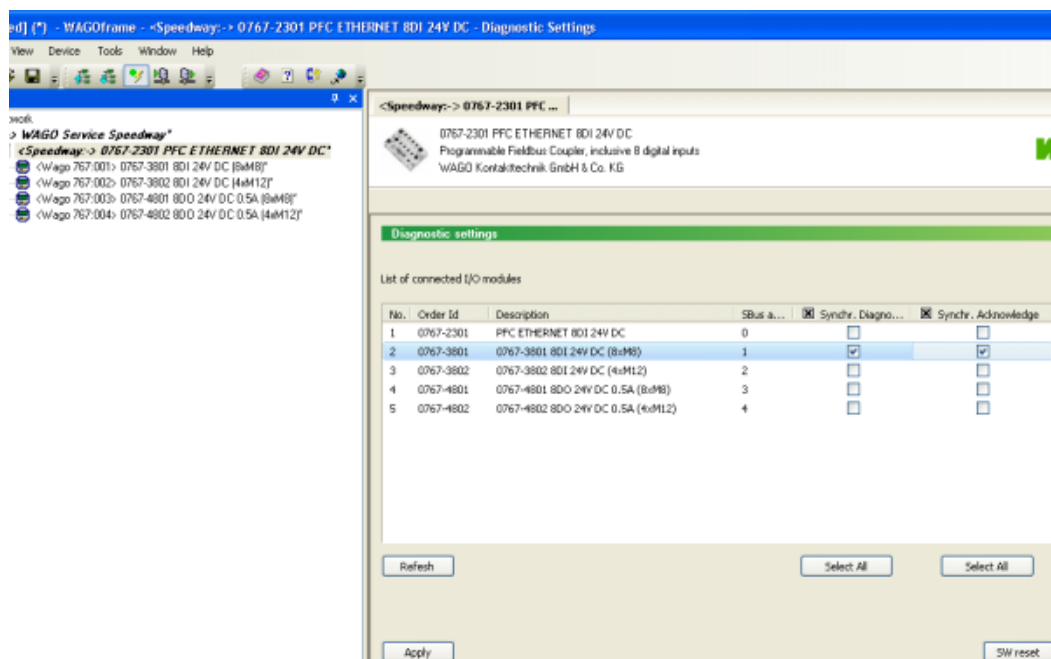 ed] (*) - WAGOframe - <Speedway:-> 0767-2301 PFC ETHERNET 8DI 24V DC - Diagnostic Settings
View Device Tools Window Help
<Speedway:-> 0767-2301 PFC ...
> WAGO Service Speedway*
<Speedway:-> 0767-2301 PFC ETHERNET 8DI 24V DC*
<Wago 767:001> 0767-3801 8DI 24V DC (8xM8)*
<Wago 767:002> 0767-3802 8DI 24V DC (4xM12)*
<Wago 767:003> 0767-4801 8DO 24V DC 0.5A (8xM8)*
<Wago 767:004> 0767-4802 8DO 24V DC 0.5A (4xM12)*
0767-2301 PFC ETHERNET 8DI 24V DC
Programmable Fieldbus Coupler, inclusive 8 digital inputs
WAGO Kontakttechnik GmbH & Co. KG
Diagnostic settings
List of connected I/O modules
No. Order Id Description SBus a... Synchr. Diagno... Synchr. Acknowledge
1 0767-2301 PFC ETHERNET 8DI 24V DC 0
2 0767-3801 0767-3801 8DI 24V DC (8xM8) 1
3 0767-3802 0767-3802 8DI 24V DC (4xM12) 2
4 0767-4801 0767-4801 8DO 24V DC 0.5A (8xM8) 3
5 0767-4802 0767-4802 8DO 24V DC 0.5A (4xM12) 4
Refesh Select All Select All
Apply SW reset